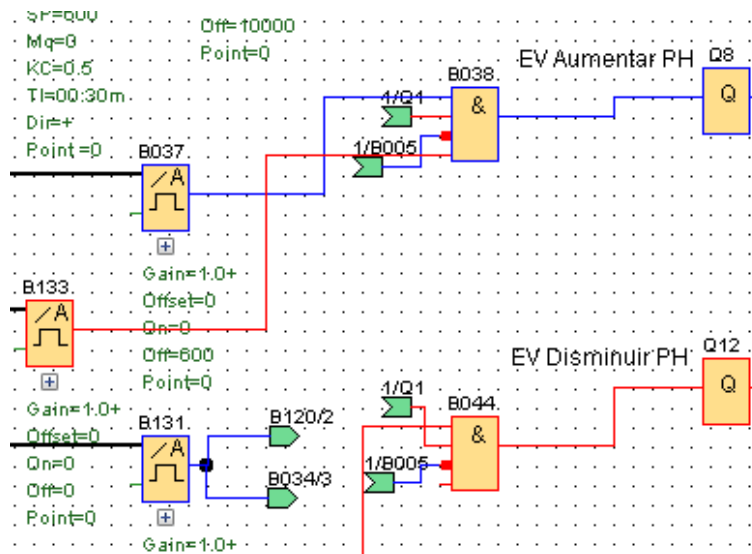 SP=600
Mq=0
KC=0.5
TI=00:30m
Dir=+
Point =0
Off=10000
Point=0
B037
/A
+
Gain=1.0+
Offset=0
On=0
Off=600
Point=0
1/Q1
1/B005
B038
&
EV Aumentar PH
Q8
Q
B133
/A
+
Gain=1.0+
Offset=0
On=0
Off=0
Point=0
B131
/A
+
Gain=1.0+
B120/2
B034/3
1/Q1
1/B005
B044
&
EV Disminuir PH
Q12
Q